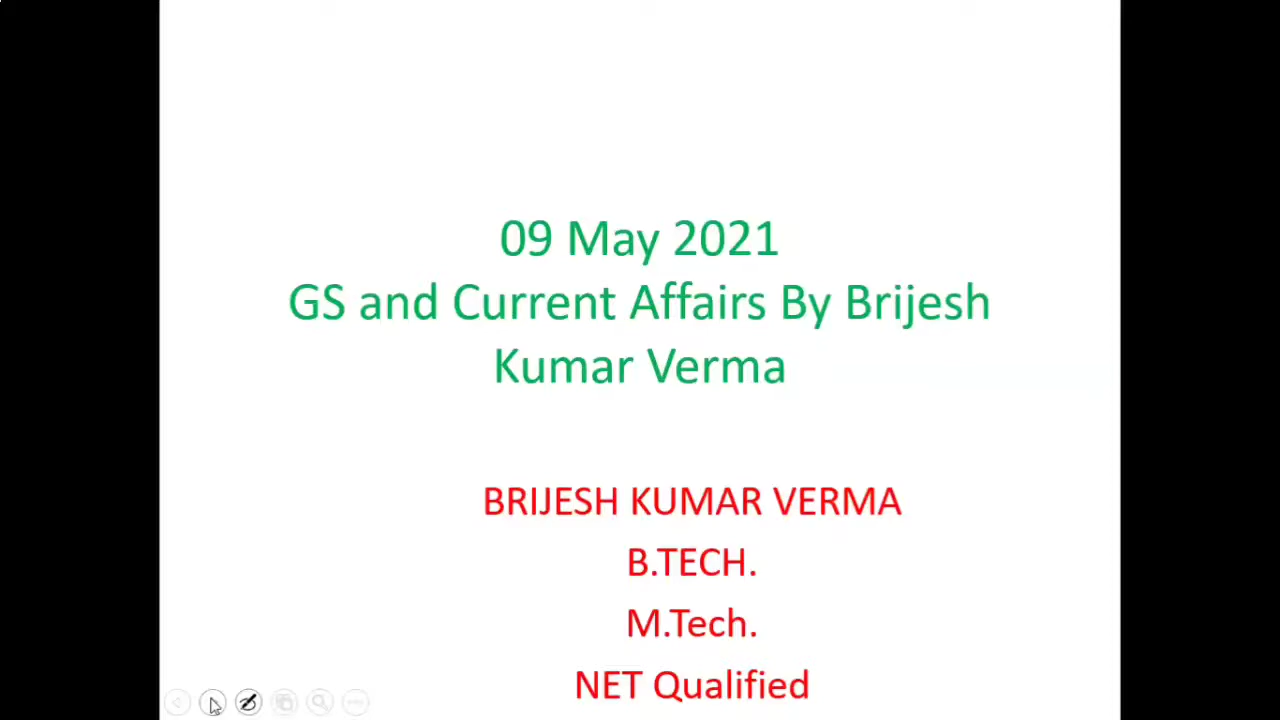 09 May 2021
GS and Current Affairs By Brijesh
Kumar Verma
BRIJESH KUMAR VERMA
B.TECH.
M.Tech.
NET Qualified